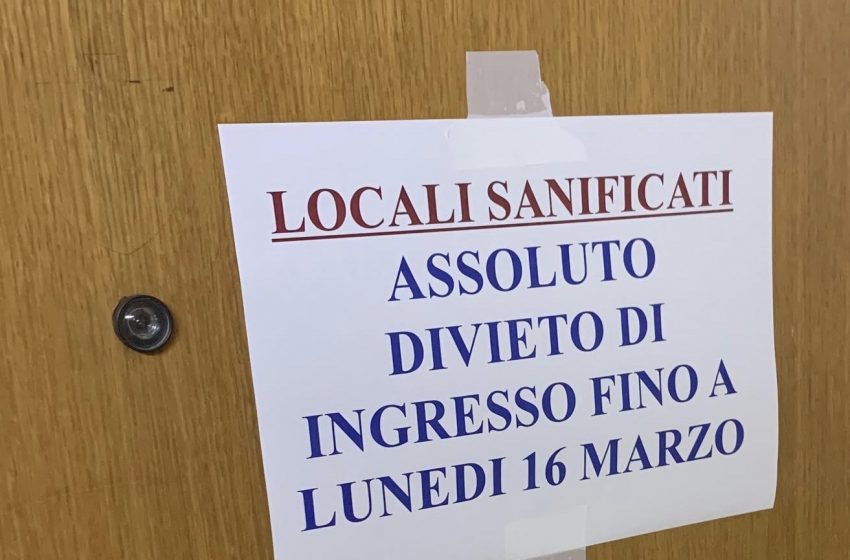 LOCALI SANIFICATI
ASSOLUTO
DIVIETO DI
INGRESSO FINO A
LUNEDI 16 MARZO